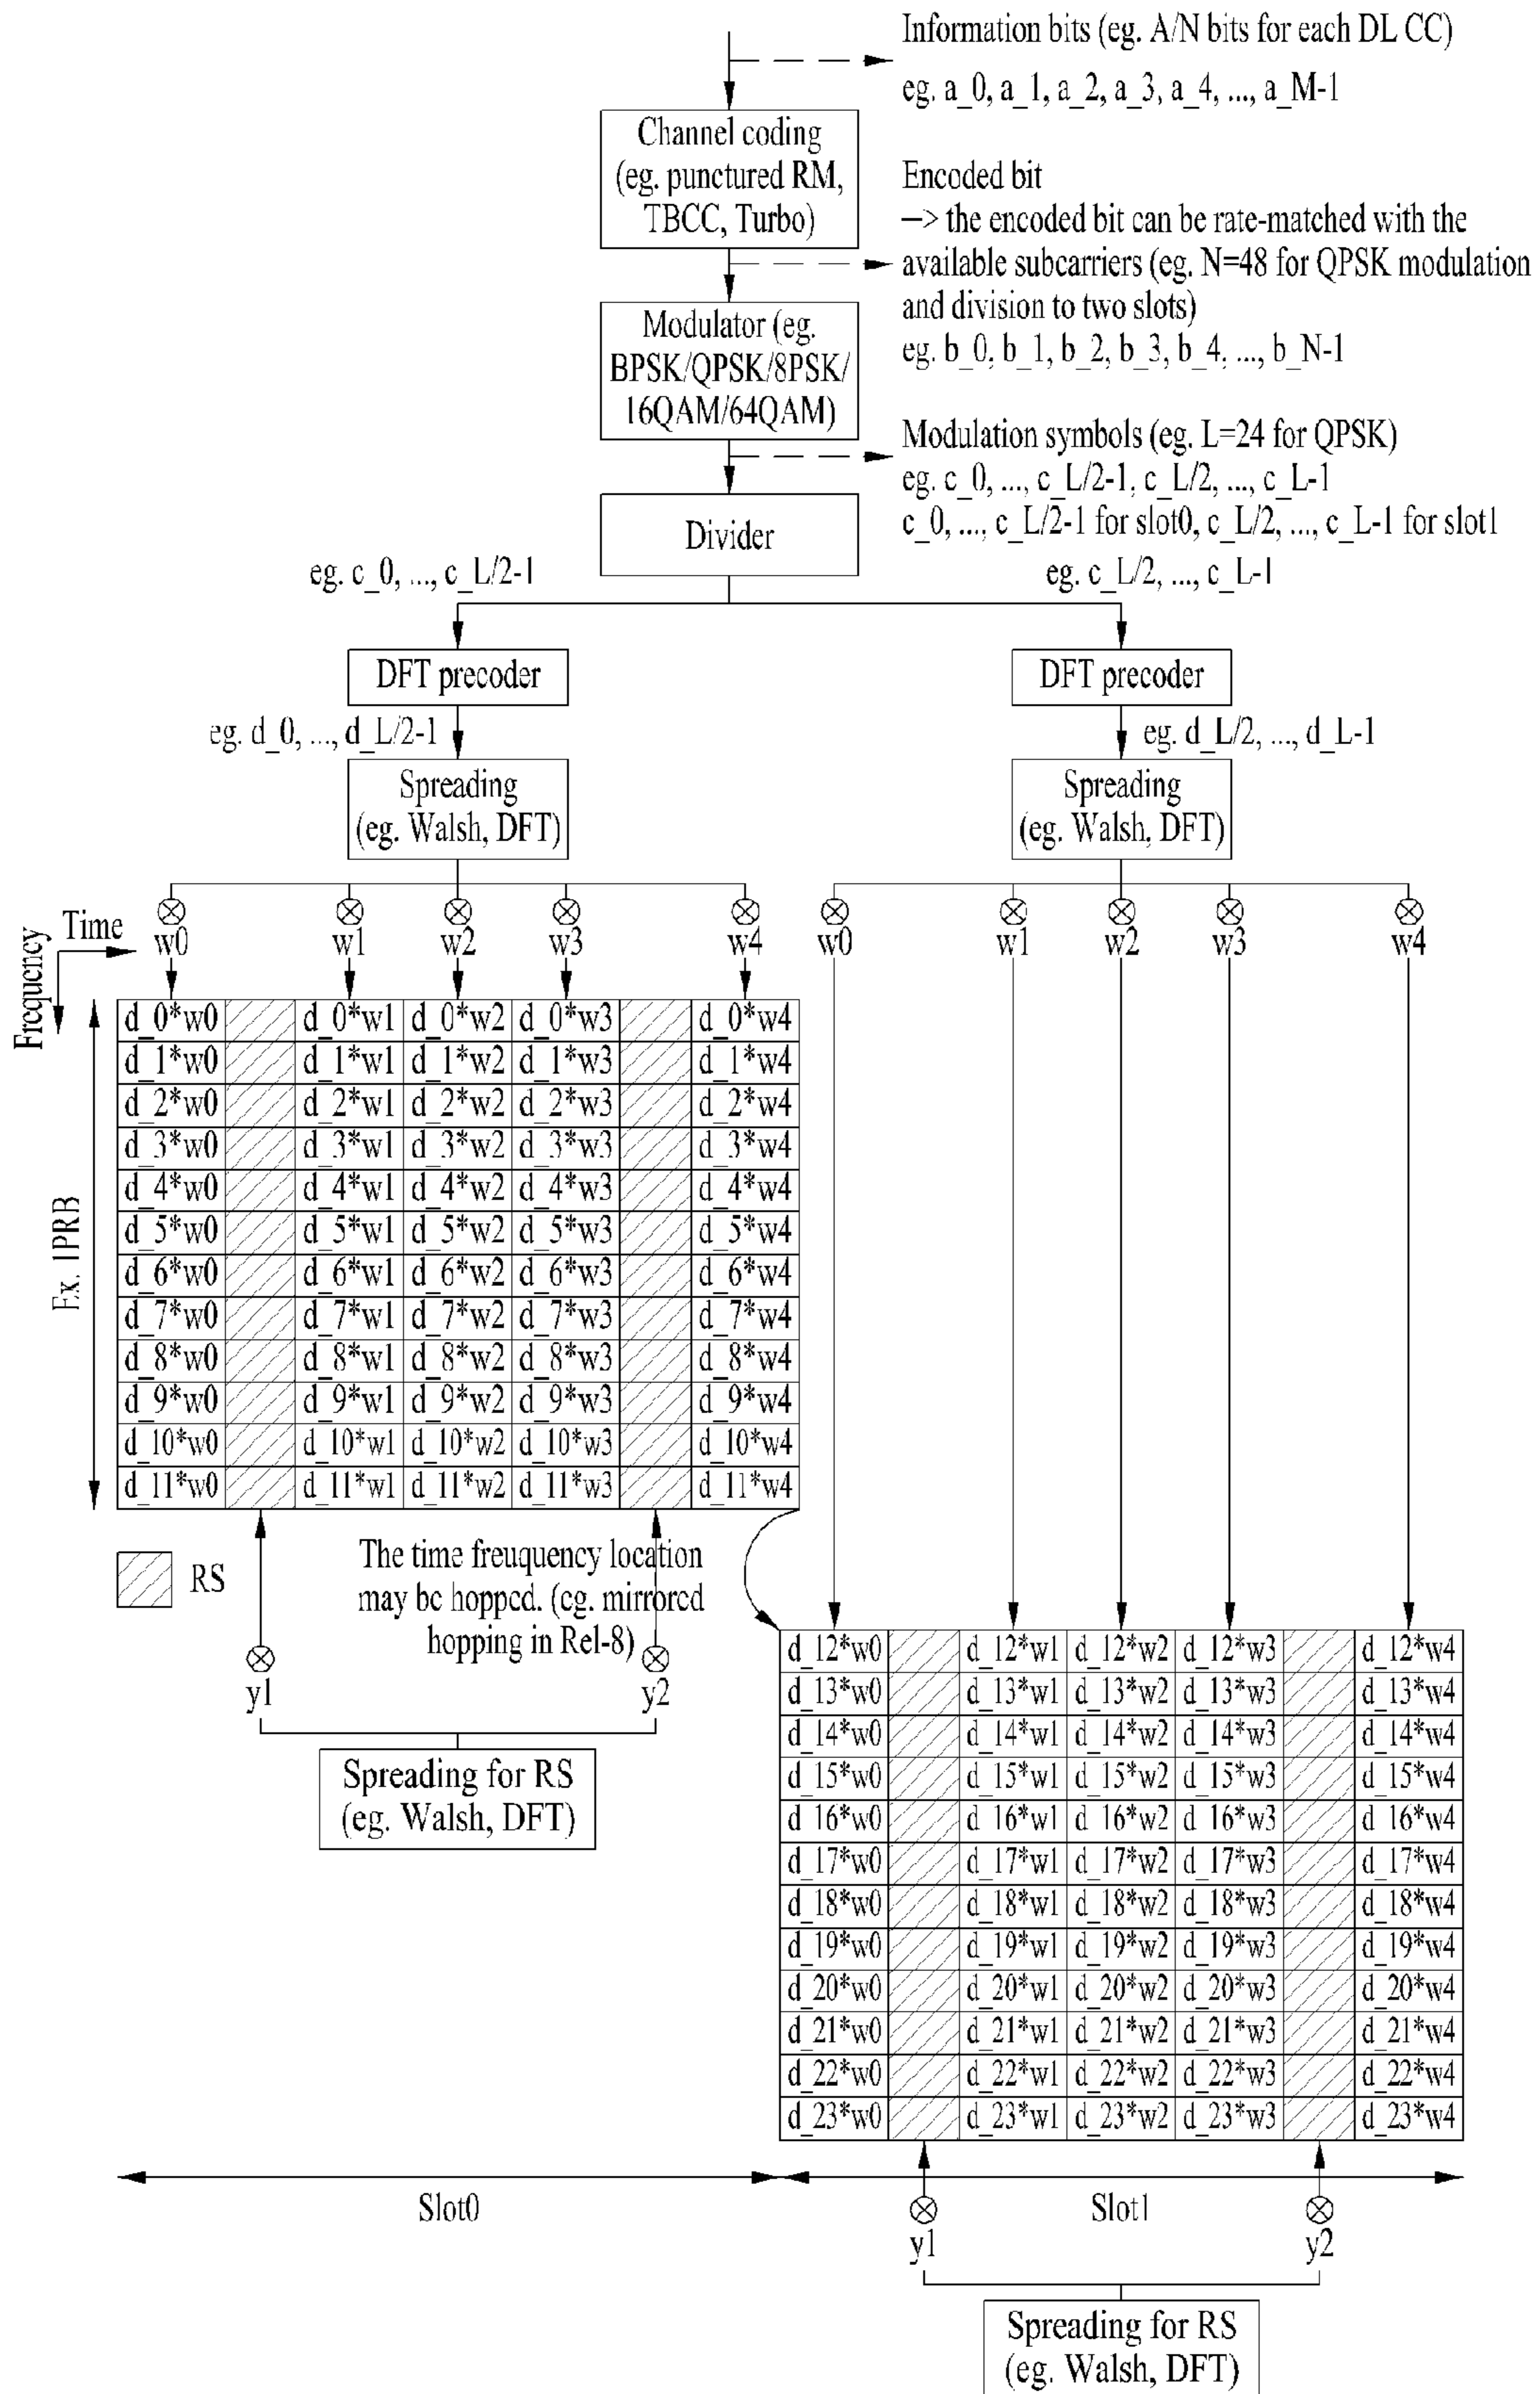 Information bits (eg. A/N bits for each DL CC)
eg. a_0, a_1, a_2, a_3, a_4, ..., a_M-1
Channel coding
(eg. punctured RM,
TBCC, Turbo)
Encoded bit
—> the encoded bit can be rate-matched with the
available subcarriers (eg. N=48 for QPSK modulation
and division to two slots)
eg. b_0, b_1, b_2, b_3, b_4, ..., b_N-1
Modulator (eg.
BPSK/QPSK/8PSK/
16QAM/64QAM)
Modulation symbols (eg. L=24 for QPSK)
eg. c_0, ..., c_L/2-1, c_L/2, ..., c_L-1
c_0, ..., c_L/2-1 for slot0, c_L/2, ..., c_L-1 for slot1
Divider
eg. c_0, ..., c_L/2-1
eg. c_L/2, ..., c_L-1
DFT precoder
DFT precoder
eg. d_0, ..., d_L/2-1
eg. d_L/2, ..., d_L-1
Spreading
(eg. Walsh, DFT)
Spreading
(eg. Walsh, DFT)
Time
Frequency
w0 w1 w2 w3 w4
w0 w1 w2 w3 w4
Ex. 1PRB
d_0*w0 d_0*w1 d_0*w2 d_0*w3 d_0*w4
d_1*w0 d_1*w1 d_1*w2 d_1*w3 d_1*w4
d_2*w0 d_2*w1 d_2*w2 d_2*w3 d_2*w4
d_3*w0 d_3*w1 d_3*w2 d_3*w3 d_3*w4
d_4*w0 d_4*w1 d_4*w2 d_4*w3 d_4*w4
d_5*w0 d_5*w1 d_5*w2 d_5*w3 d_5*w4
d_6*w0 d_6*w1 d_6*w2 d_6*w3 d_6*w4
d_7*w0 d_7*w1 d_7*w2 d_7*w3 d_7*w4
d_8*w0 d_8*w1 d_8*w2 d_8*w3 d_8*w4
d_9*w0 d_9*w1 d_9*w2 d_9*w3 d_9*w4
d_10*w0 d_10*w1 d_10*w2 d_10*w3 d_10*w4
d_11*w0 d_11*w1 d_11*w2 d_11*w3 d_11*w4
RS
The time freuquency location
may be hopped. (eg. mirrored
hopping in Rel-8)
y1 y2
Spreading for RS
(eg. Walsh, DFT)
d_12*w0 d_12*w1 d_12*w2 d_12*w3 d_12*w4
d_13*w0 d_13*w1 d_13*w2 d_13*w3 d_13*w4
d_14*w0 d_14*w1 d_14*w2 d_14*w3 d_14*w4
d_15*w0 d_15*w1 d_15*w2 d_15*w3 d_15*w4
d_16*w0 d_16*w1 d_16*w2 d_16*w3 d_16*w4
d_17*w0 d_17*w1 d_17*w2 d_17*w3 d_17*w4
d_18*w0 d_18*w1 d_18*w2 d_18*w3 d_18*w4
d_19*w0 d_19*w1 d_19*w2 d_19*w3 d_19*w4
d_20*w0 d_20*w1 d_20*w2 d_20*w3 d_20*w4
d_21*w0 d_21*w1 d_21*w2 d_21*w3 d_21*w4
d_22*w0 d_22*w1 d_22*w2 d_22*w3 d_22*w4
d_23*w0 d_23*w1 d_23*w2 d_23*w3 d_23*w4
Slot0
Slot1
y1 y2
Spreading for RS
(eg. Walsh, DFT)